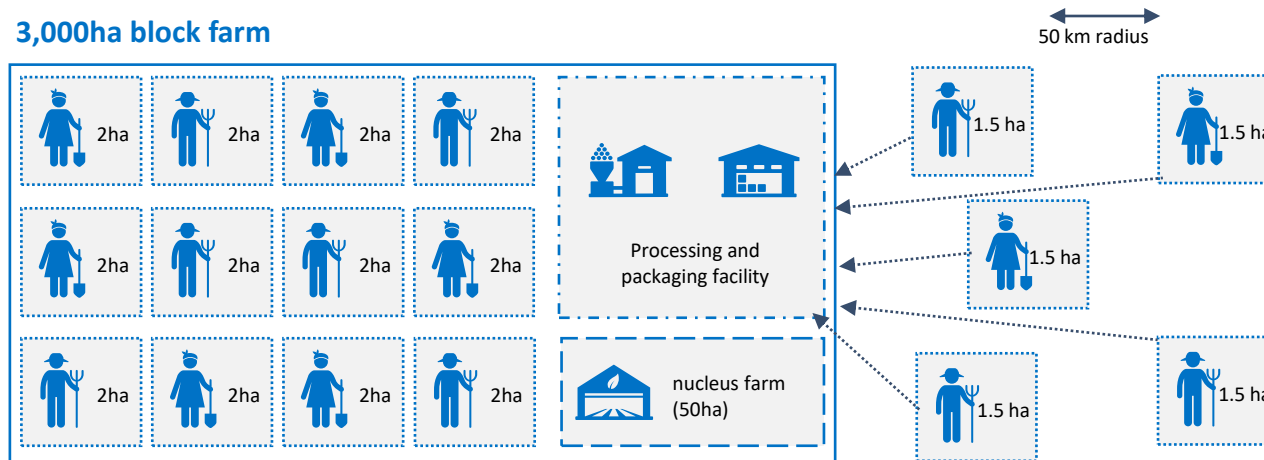 3,000ha block farm
50 km radius
2ha
2ha
2ha
2ha
1.5 ha
1.5 ha
2ha
2ha
2ha
2ha
Processing and
packaging facility
1.5 ha
2ha
2ha
2ha
2ha
nucleus farm
(50ha)
1.5 ha
1.5 ha